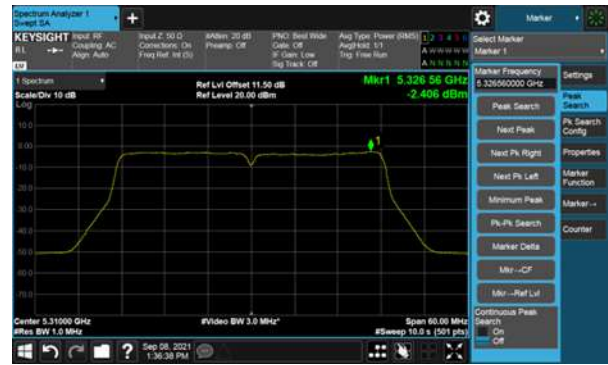 Spectrum Analyzer 1
Swept SA
Marker
KEYSIGHT
Input: RF
Input Z: 50 Ω
#Atten: 20 dB
PNO: Best Wide
Avg Type: Power (RMS)
1 2 3 4 5 6
RL
Coupling: AC
Corrections: On
Preamp: Off
Gate: Off
Avg|Hold: 1/1
A W W W W W
Align: Auto
Freq Ref: Int (S)
IF Gain: Low
Trig: Free Run
Sig Track: Off
A N N N N N
Select Marker
Marker 1
1 Spectrum
Scale/Div 10 dB
Ref Lvl Offset 11.50 dB
Ref Level 20.00 dBm
Mkr1 5.326 56 GHz
-2.406 dBm
Log
10.0
0.00
-10.0
-20.0
-30.0
-40.0
-50.0
-60.0
-70.0
1
Center 5.31000 GHz
#Video BW 3.0 MHz*
Span 60.00 MHz
#Res BW 1.0 MHz
#Sweep 10.0 s (501 pts)
Marker Frequency
5.326560000 GHz
Peak Search
Next Peak
Next Pk Right
Next Pk Left
Minimum Peak
Pk-Pk Search
Marker Delta
Mkr→CF
Mkr→Ref Lvl
Continuous Peak
Search
On
Off
Settings
Peak
Search
Pk Search
Config
Properties
Marker
Function
Marker→
Counter
Sep 08, 2021
1:36:38 PM